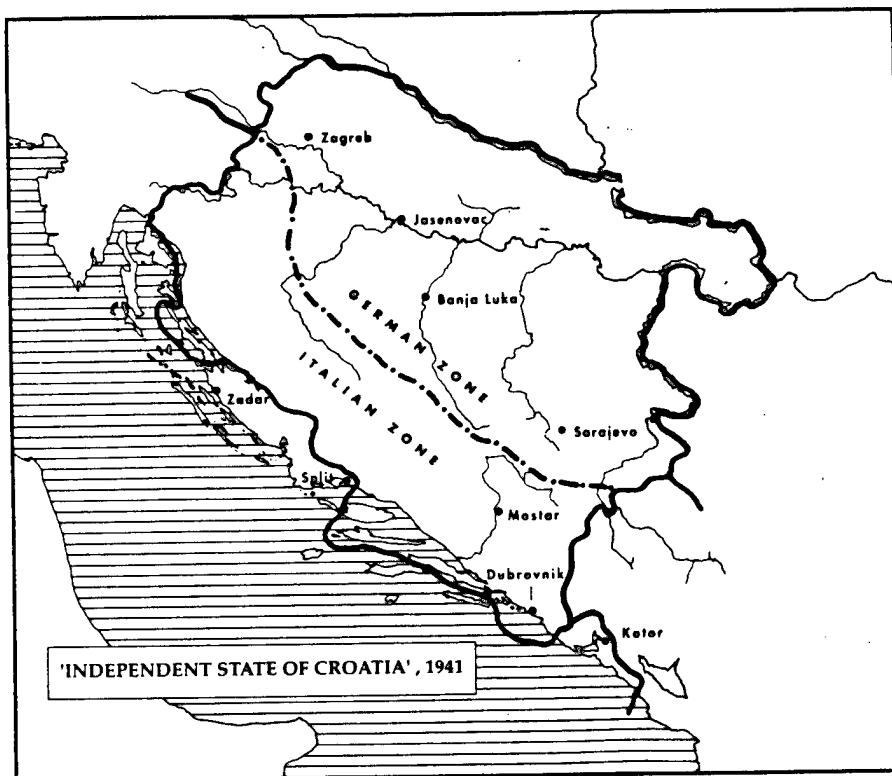 Zagreb
Jasenovac
Banja Luka
GERMAN ZONE
ITALIAN ZONE
Zadar
Sarajevo
Split
Mostar
Dubrovnik
Kotor
'INDEPENDENT STATE OF CROATIA', 1941